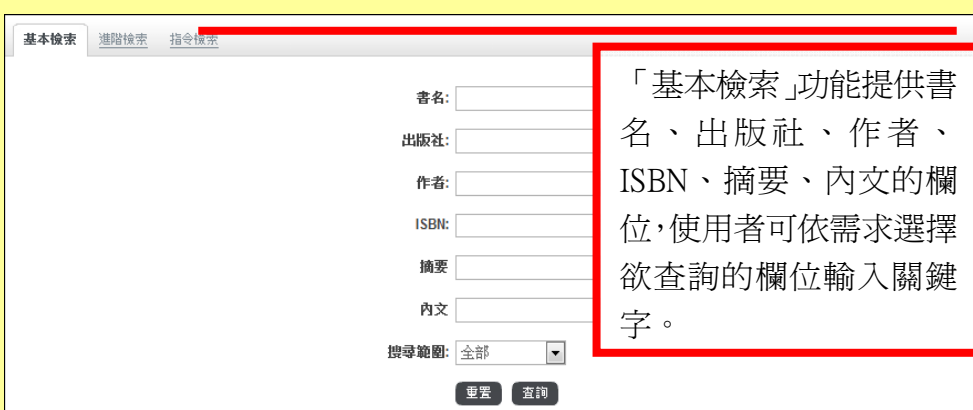 基本檢索 進階檢索 指令檢索
書名:
出版社:
作者:
ISBN:
摘要
內文
搜尋範圍: 全部
重置 查詢
「基本檢索」功能提供書
名、出版社、作者、
ISBN、摘要、內文的欄
位,使用者可依需求選擇
欲查詢的欄位輸入關鍵
字。